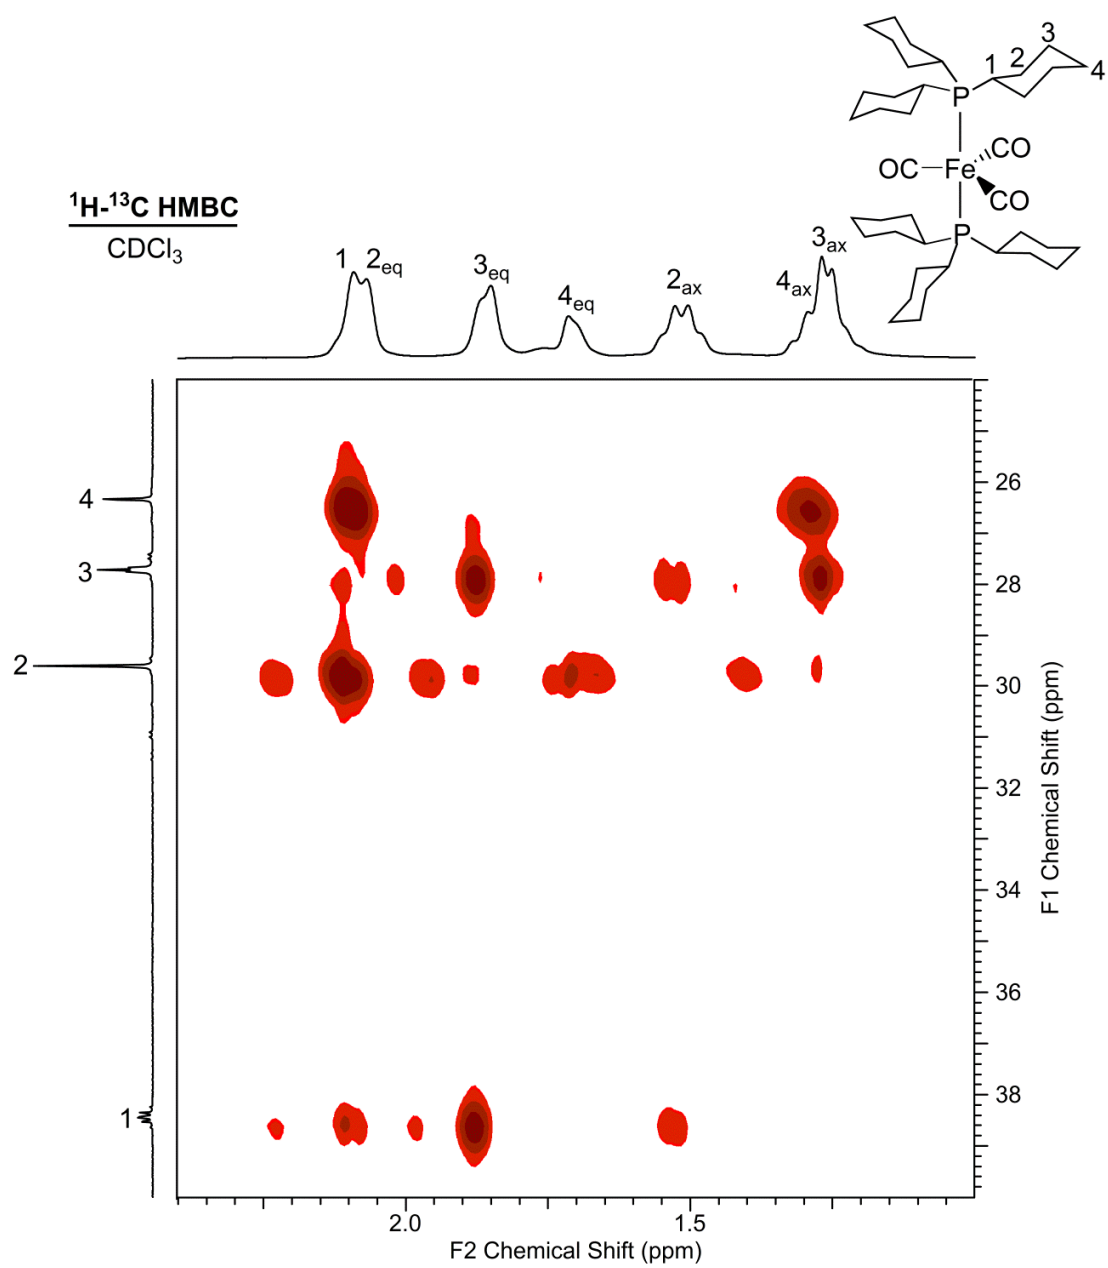 3
1 2
4
P
CO
OC Fe
CO
P
¹H-¹³C HMBC
CDCl₃
1 2eq
3eq
4eq
2ax
4ax
3ax
4
3
2
1
26
28
30
32
34
36
38
F1 Chemical Shift (ppm)
2.0 1.5
F2 Chemical Shift (ppm)